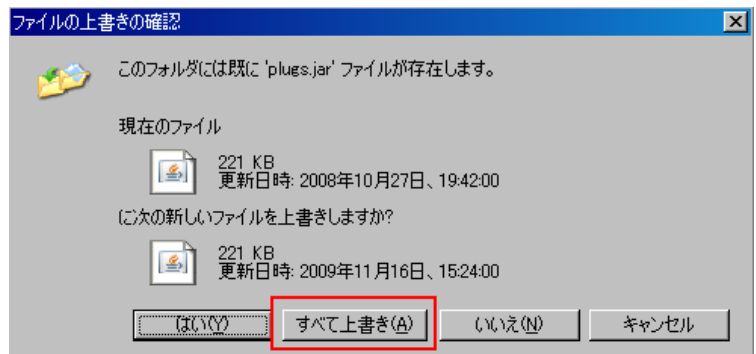 ファイルの上書きの確認
このフォルダには既に 'plugs.jar' ファイルが存在します。
現在のファイル
221 KB
更新日時: 2008年10月27日、19:42:00
に次の新しいファイルを上書きしますか?
221 KB
更新日時: 2009年11月16日、15:24:00
はい(Y) すべて上書き(A) いいえ(N) キャンセル